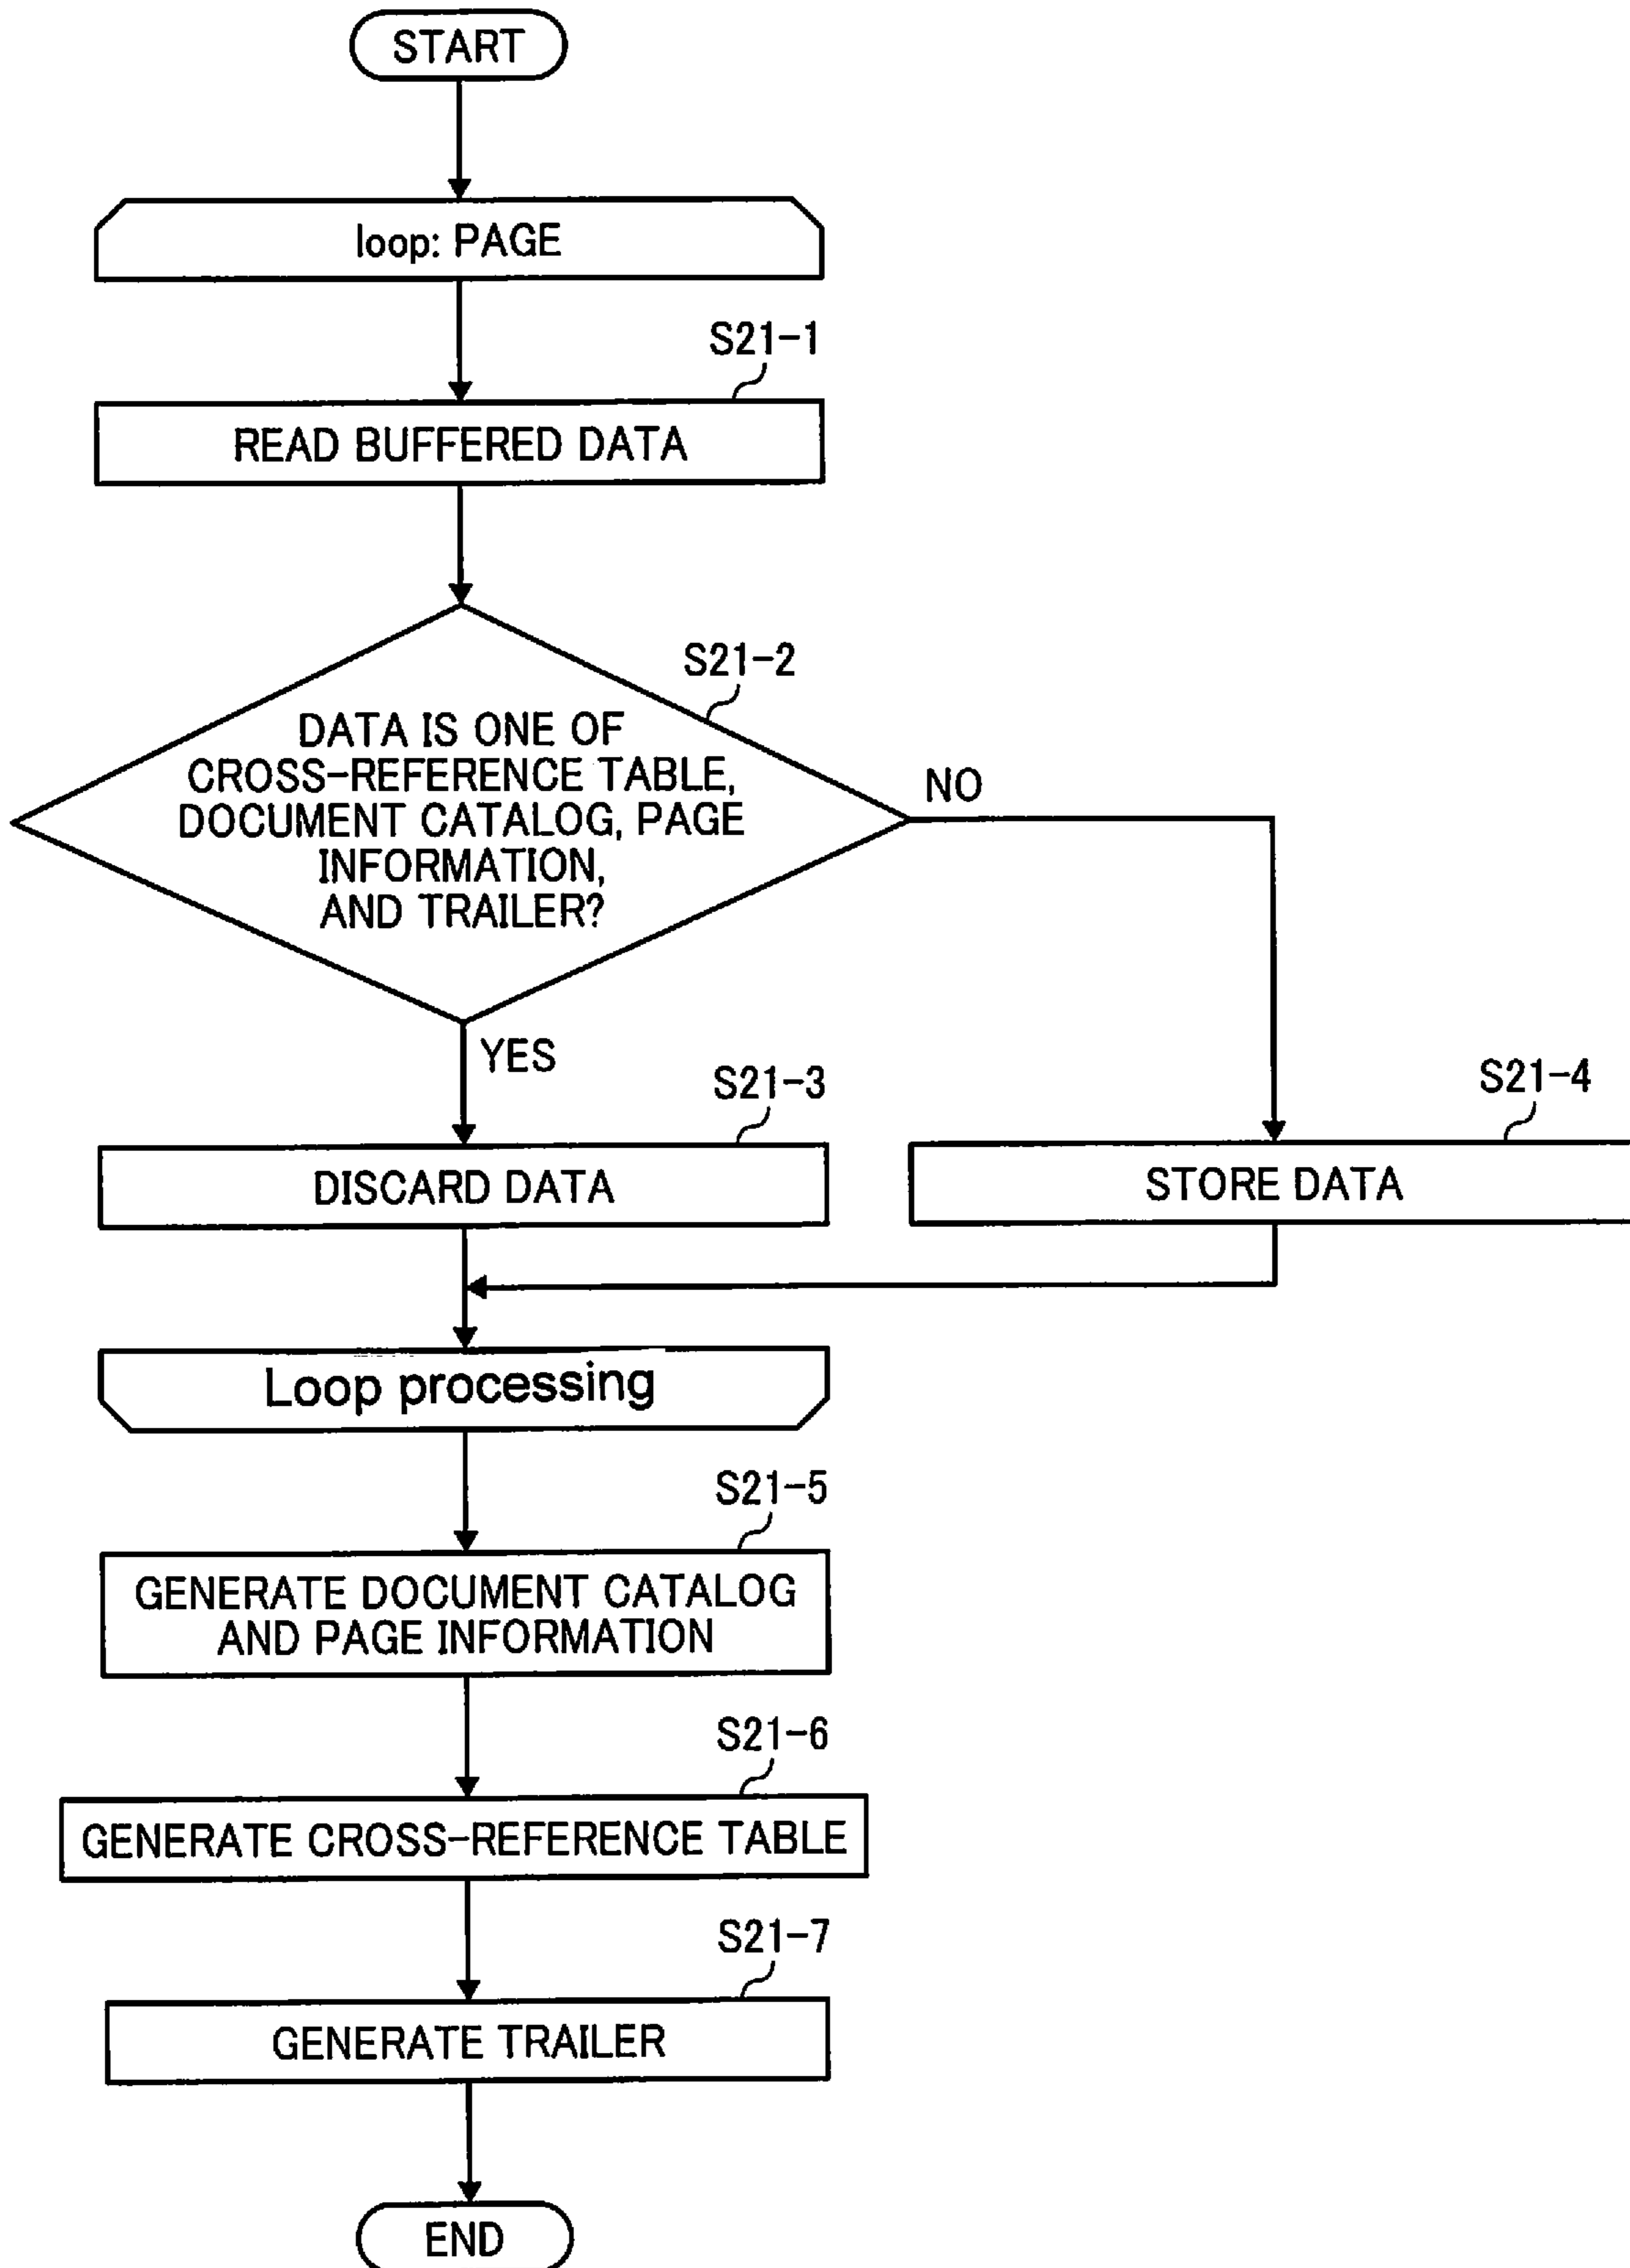 START
loop: PAGE
S21-1
READ BUFFERED DATA
S21-2
DATA IS ONE OF
CROSS-REFERENCE TABLE,
DOCUMENT CATALOG, PAGE
INFORMATION,
AND TRAILER?
NO
YES
S21-3
DISCARD DATA
S21-4
STORE DATA
Loop processing
S21-5
GENERATE DOCUMENT CATALOG
AND PAGE INFORMATION
S21-6
GENERATE CROSS-REFERENCE TABLE
S21-7
GENERATE TRAILER
END